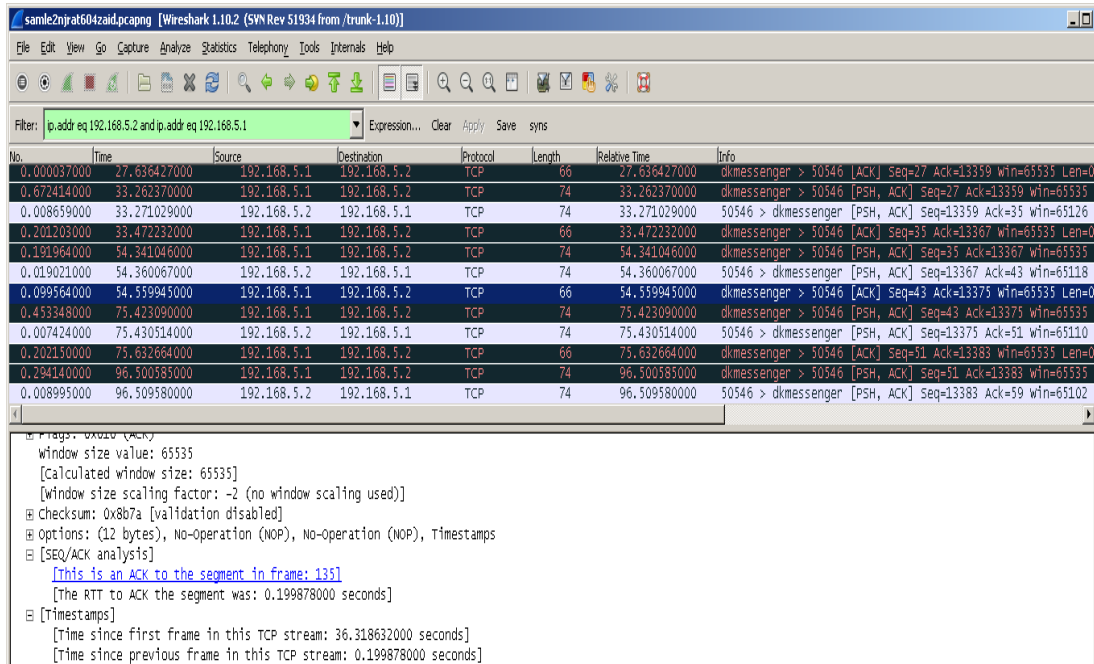 samle2njrat604zaid.pcapng [Wireshark 1.10.2 (SVN Rev 51934 from /trunk-1.10)]
File Edit View Go Capture Analyze Statistics Telephony Tools Internals Help
Filter: ip.addr eq 192.168.5.2 and ip.addr eq 192.168.5.1 Expression... Clear Apply Save syns
No. Time Source Destination Protocol Length Relative Time Info
0.000037000 27.636427000 192.168.5.1 192.168.5.2 TCP 66 27.636427000 dkmessenger > 50546 [ACK] Seq=27 Ack=13359 Win=65535 Len=0
0.672414000 33.262370000 192.168.5.1 192.168.5.2 TCP 74 33.262370000 dkmessenger > 50546 [PSH, ACK] Seq=27 Ack=13359 Win=65535
0.008659000 33.271029000 192.168.5.2 192.168.5.1 TCP 74 33.271029000 50546 > dkmessenger [PSH, ACK] Seq=13359 Ack=35 Win=65126
0.201203000 33.472232000 192.168.5.1 192.168.5.2 TCP 66 33.472232000 dkmessenger > 50546 [ACK] Seq=35 Ack=13367 Win=65535 Len=0
0.191964000 54.341046000 192.168.5.1 192.168.5.2 TCP 74 54.341046000 dkmessenger > 50546 [PSH, ACK] Seq=35 Ack=13367 Win=65535
0.019021000 54.360067000 192.168.5.2 192.168.5.1 TCP 74 54.360067000 50546 > dkmessenger [PSH, ACK] Seq=13367 Ack=43 Win=65118
0.099564000 54.559945000 192.168.5.1 192.168.5.2 TCP 66 54.559945000 dkmessenger > 50546 [ACK] Seq=43 Ack=13375 Win=65535 Len=0
0.453348000 75.423090000 192.168.5.1 192.168.5.2 TCP 74 75.423090000 dkmessenger > 50546 [PSH, ACK] Seq=43 Ack=13375 Win=65535
0.007424000 75.430514000 192.168.5.2 192.168.5.1 TCP 74 75.430514000 50546 > dkmessenger [PSH, ACK] Seq=13375 Ack=51 Win=65110
0.202150000 75.632664000 192.168.5.1 192.168.5.2 TCP 66 75.632664000 dkmessenger > 50546 [ACK] Seq=51 Ack=13383 Win=65535 Len=0
0.294140000 96.500585000 192.168.5.1 192.168.5.2 TCP 74 96.500585000 dkmessenger > 50546 [PSH, ACK] Seq=51 Ack=13383 Win=65535
0.008995000 96.509580000 192.168.5.2 192.168.5.1 TCP 74 96.509580000 50546 > dkmessenger [PSH, ACK] Seq=13383 Ack=59 Win=65102
Flags: 0x010 (ACK)
Window size value: 65535
[Calculated window size: 65535]
[Window size scaling factor: -2 (no window scaling used)]
Checksum: 0x8b7a [validation disabled]
Options: (12 bytes), No-Operation (NOP), No-Operation (NOP), Timestamps
[SEQ/ACK analysis]
[This is an ACK to the segment in frame: 135]
[The RTT to ACK the segment was: 0.199878000 seconds]
[Timestamps]
[Time since first frame in this TCP stream: 36.318632000 seconds]
[Time since previous frame in this TCP stream: 0.199878000 seconds]